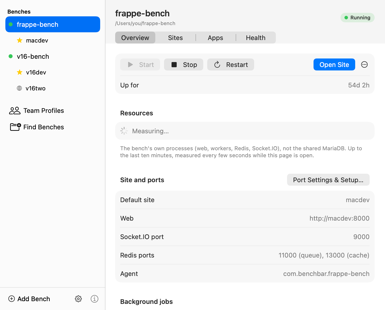 Benches
frappe-bench
macdev
v16-bench
v16dev
v16two
Team Profiles
Find Benches
Add Bench
frappe-bench
/Users/you/frappe-bench
Running
Overview
Sites
Apps
Health
Start
Stop
Restart
Open Site
Up for
54d 2h
Resources
Measuring...
The bench's own processes (web, workers, Redis, Socket.IO), not the shared MariaDB. Up to
the last ten minutes, measured every few seconds while this page is open.
Site and ports
Port Settings & Setup...
Default site
macdev
Web
http://macdev:8000
Socket.IO port
9000
Redis ports
11000 (queue), 13000 (cache)
Agent
com.benchbar.frappe-bench
Background jobs